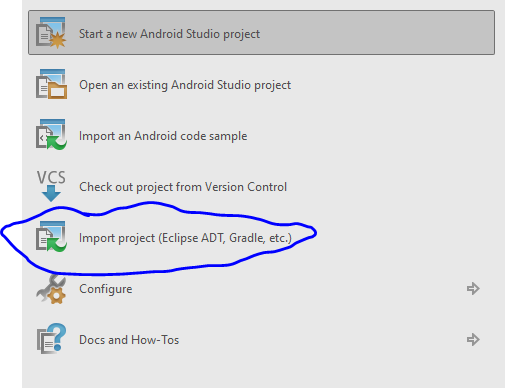 Start a new Android Studio project
Open an existing Android Studio project
Import an Android code sample
VCS
Check out project from Version Control
Import project (Eclipse ADT, Gradle, etc.)
Configure
Docs and How-Tos